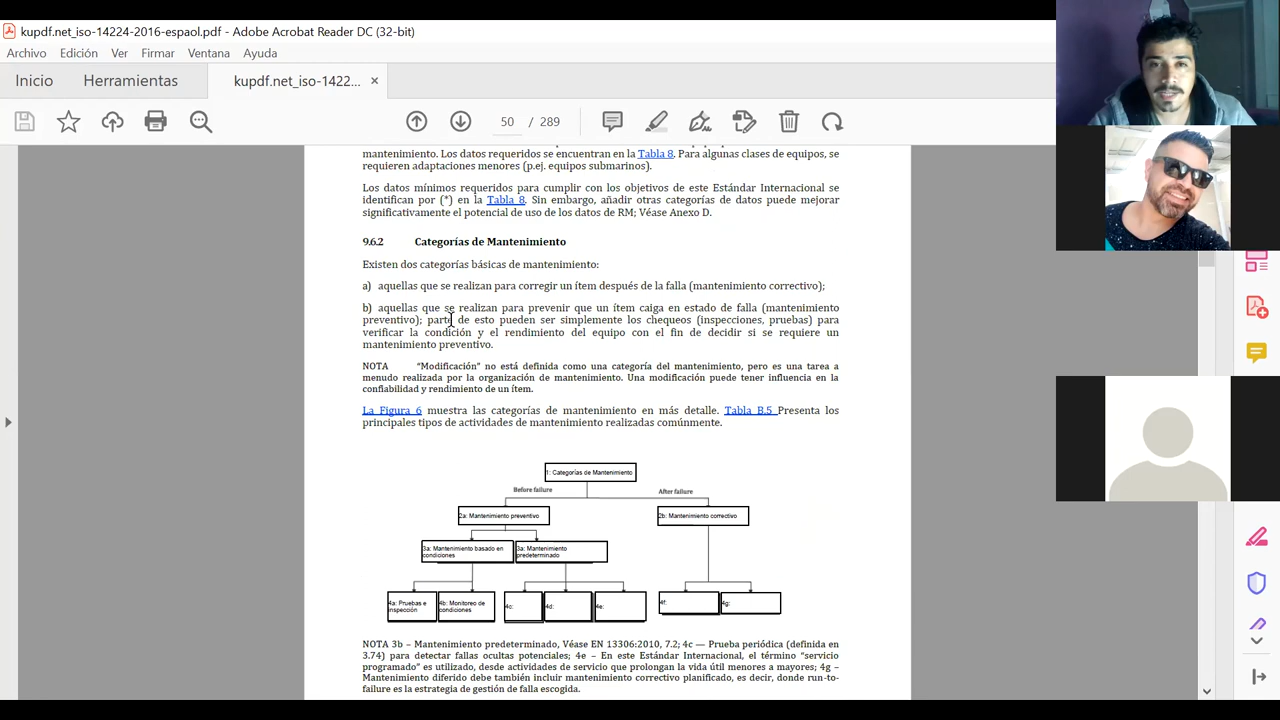 kupdf.net_iso-14224-2016-espaol.pdf - Adobe Acrobat Reader DC (32-bit)
Archivo Edición Ver Firmar Ventana Ayuda
Inicio Herramientas kupdf.net_iso-1422... ×
50 / 289
mantenimiento. Los datos requeridos se encuentran en la Tabla 8. Para algunas clases de equipos, se
requieren adaptaciones menores (p.ej. equipos submarinos).
Los datos mínimos requeridos para cumplir con los objetivos de este Estándar Internacional se
identifican por (*) en la Tabla 8. Sin embargo, añadir otras categorías de datos puede mejorar
significativamente el potencial de uso de los datos de RM; Véase Anexo D.
9.6.2 Categorías de Mantenimiento
Existen dos categorías básicas de mantenimiento:
a) aquellas que se realizan para corregir un ítem después de la falla (mantenimiento correctivo);
b) aquellas que se realizan para prevenir que un ítem caiga en estado de falla (mantenimiento
preventivo); parte de esto pueden ser simplemente los chequeos (inspecciones, pruebas) para
verificar la condición y el rendimiento del equipo con el fin de decidir si se requiere un
mantenimiento preventivo.
NOTA “Modificación” no está definida como una categoría del mantenimiento, pero es una tarea a
menudo realizada por la organización de mantenimiento. Una modificación puede tener influencia en la
confiabilidad y rendimiento de un ítem.
La Figura 6 muestra las categorías de mantenimiento en más detalle. Tabla B.5 Presenta los
principales tipos de actividades de mantenimiento realizadas comúnmente.
1: Categorías de Mantenimiento
Before failure After failure
2a: Mantenimiento preventivo 2b: Mantenimiento correctivo
3a: Mantenimiento basado en
condiciones
3a: Mantenimiento
predeterminado
4a: Pruebas e
inspección
4b: Monitoreo de
condiciones
4c: 4d: 4e: 4f: 4g:
NOTA 3b – Mantenimiento predeterminado, Véase EN 13306:2010, 7.2; 4c — Prueba periódica (definida en
3.74) para detectar fallas ocultas potenciales; 4e – En este Estándar Internacional, el término “servicio
programado” es utilizado, desde actividades de servicio que prolongan la vida útil menores a mayores; 4g –
Mantenimiento diferido debe también incluir mantenimiento correctivo planificado, es decir, donde run-to-
failure es la estrategia de gestión de falla escogida.